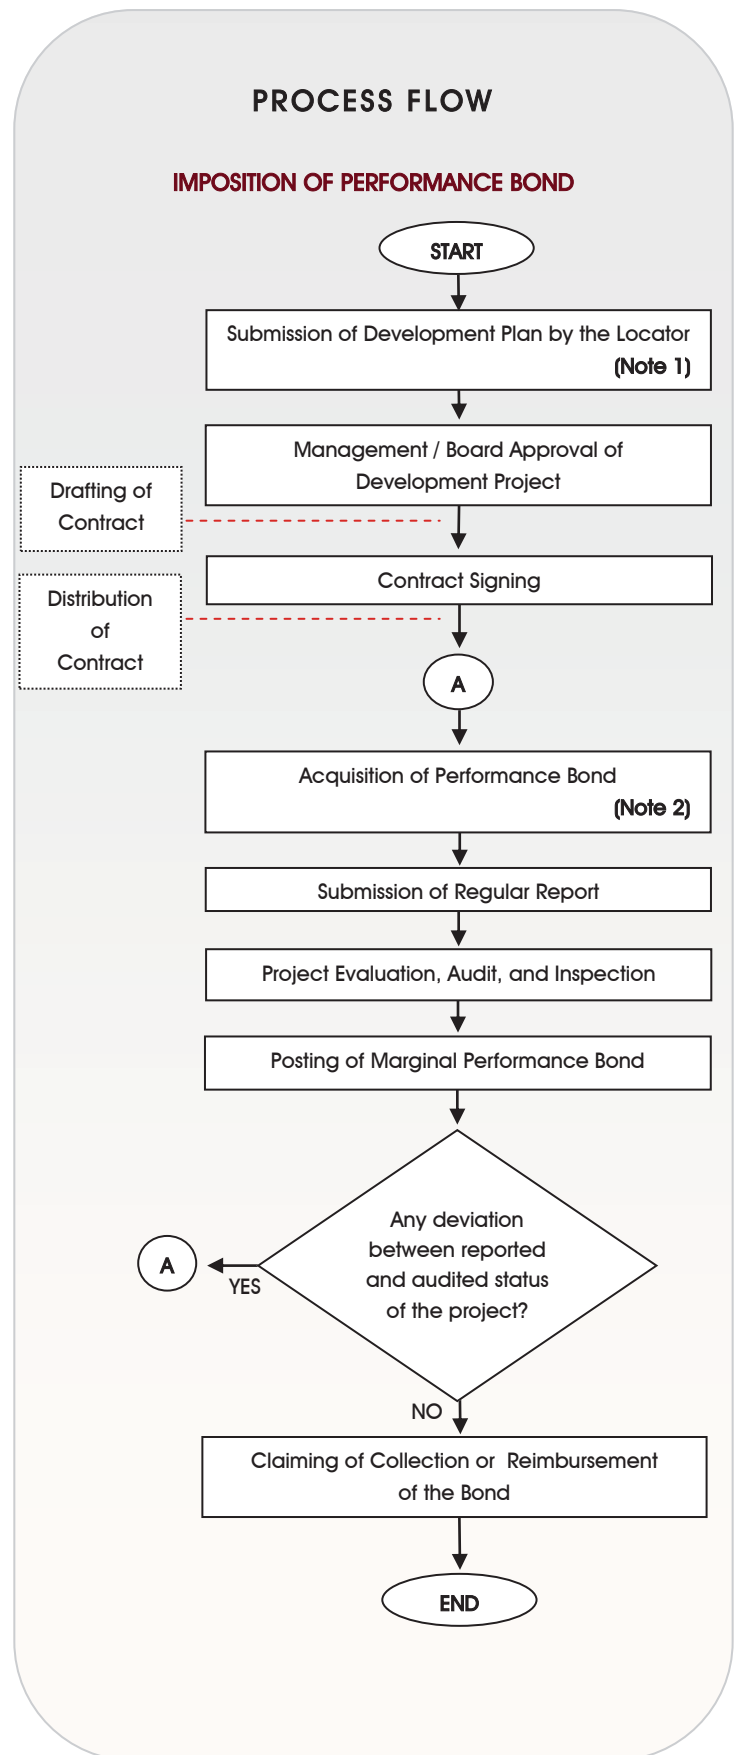 PROCESS FLOW
IMPOSITION OF PERFORMANCE BOND
START
Submission of Development Plan by the Locator
(Note 1)
Management / Board Approval of
Development Project
Drafting of
Contract
Contract Signing
Distribution
of
Contract
A
Acquisition of Performance Bond
(Note 2)
Submission of Regular Report
Project Evaluation, Audit, and Inspection
Posting of Marginal Performance Bond
Any deviation
between reported
and audited status
of the project?
A
YES
NO
Claiming of Collection or Reimbursement
of the Bond
END